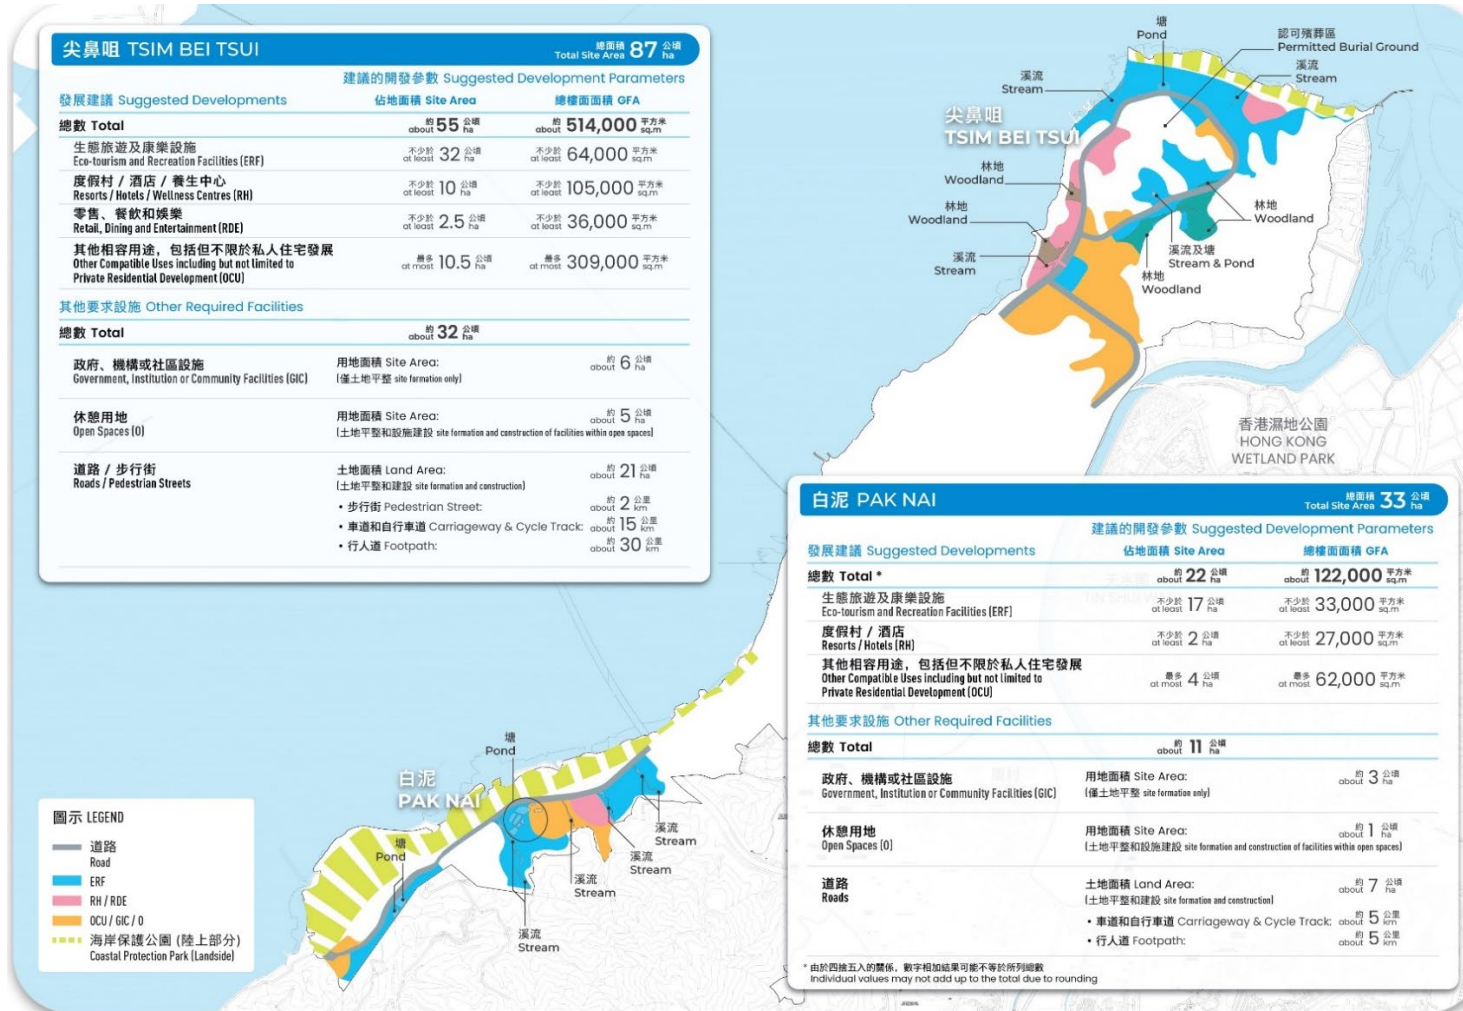 尖鼻咀 TSIM BEI TSUI 總面積 Total Site Area 87 公頃 ha
建議的開發參數 Suggested Development Parameters
發展建議 Suggested Developments 佔地面積 Site Area 總樓面面積 GFA
總數 Total 約 about 55 公頃 ha 約 about 514,000 平方米 sq.m
生態旅遊及康樂設施 不少於 at least 32 公頃 ha 不少於 at least 64,000 平方米 sq.m
Eco-tourism and Recreation Facilities (ERF)
度假村 / 酒店 / 養生中心 不少於 at least 10 公頃 ha 不少於 at least 105,000 平方米 sq.m
Resorts / Hotels / Wellness Centres (RH)
零售、餐飲和娛樂 不少於 at least 2.5 公頃 ha 不少於 at least 36,000 平方米 sq.m
Retail, Dining and Entertainment (RDE)
其他相容用途，包括但不限於私人住宅發展
Other Compatible Uses including but not limited to 最多 at most 10.5 公頃 ha 最多 at most 309,000 平方米 sq.m
Private Residential Development (OCU)
其他要求設施 Other Required Facilities
總數 Total 約 about 32 公頃 ha
政府、機構或社區設施 用地面積 Site Area: 約 about 6 公頃 ha
Government, Institution or Community Facilities (GIC) (僅土地平整 site formation only)
休憩用地 用地面積 Site Area: 約 about 5 公頃 ha
Open Spaces (O) (土地平整和設施建設 site formation and construction of facilities within open spaces)
道路 / 步行街 土地面積 Land Area: 約 about 21 公頃 ha
Roads / Pedestrian Streets (土地平整和建設 site formation and construction)
• 步行街 Pedestrian Street: 約 about 2 公里 km
• 車道和自行車道 Carriageway & Cycle Track: 約 about 15 公里 km
• 行人道 Footpath: 約 about 30 公里 km
塘
Pond
認可殯葬區
Permitted Burial Ground
溪流
Stream
溪流
Stream
尖鼻咀
TSIM BEI TSUI
林地
Woodland
林地
Woodland
林地
Woodland
溪流及塘
Stream & Pond
溪流
Stream
林地
Woodland
香港濕地公園
HONG KONG
WETLAND PARK
白泥 PAK NAI 總面積 Total Site Area 33 公頃 ha
建議的開發參數 Suggested Development Parameters
發展建議 Suggested Developments 佔地面積 Site Area 總樓面面積 GFA
總數 Total * 約 about 22 公頃 ha 約 about 122,000 平方米 sq.m
生態旅遊及康樂設施 不少於 at least 17 公頃 ha 不少於 at least 33,000 平方米 sq.m
Eco-tourism and Recreation Facilities (ERF)
度假村 / 酒店 不少於 at least 2 公頃 ha 不少於 at least 27,000 平方米 sq.m
Resorts / Hotels (RH)
其他相容用途，包括但不限於私人住宅發展
Other Compatible Uses including but not limited to 最多 at most 4 公頃 ha 最多 at most 62,000 平方米 sq.m
Private Residential Development (OCU)
其他要求設施 Other Required Facilities
總數 Total 約 about 11 公頃 ha
政府、機構或社區設施 用地面積 Site Area: 約 about 3 公頃 ha
Government, Institution or Community Facilities (GIC) (僅土地平整 site formation only)
休憩用地 用地面積 Site Area: 約 about 1 公頃 ha
Open Spaces (O) (土地平整和設施建設 site formation and construction of facilities within open spaces)
道路 土地面積 Land Area: 約 about 7 公頃 ha
Roads (土地平整和建設 site formation and construction)
• 車道和自行車道 Carriageway & Cycle Track: 約 about 5 公里 km
• 行人道 Footpath: 約 about 5 公里 km
* 由於四捨五入的關係，數字相加結果可能不等於所列總數
Individual values may not add up to the total due to rounding
塘
Pond
白泥
PAK NAI
塘
Pond
溪流
Stream
溪流
Stream
溪流
Stream
溪流
Stream
圖示 LEGEND
道路
Road
ERF
RH / RDE
OCU / GIC / O
海岸保護公園 (陸上部分)
Coastal Protection Park (Landside)